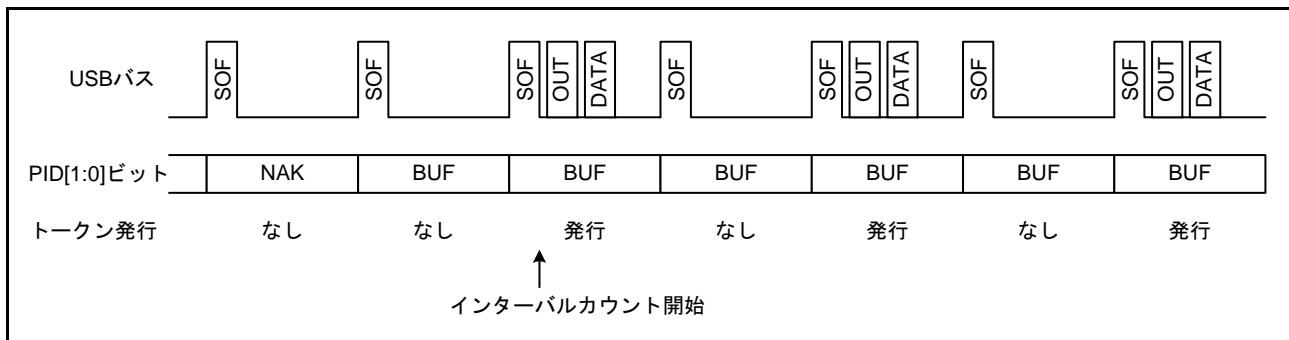 USBバス SOF SOF SOF OUT DATA SOF SOF OUT DATA SOF SOF OUT DATA
PID[1:0]ビット NAK BUF BUF BUF BUF BUF BUF
トークン発行 なし なし 発行 なし 発行 なし 発行
インターバルカウント開始